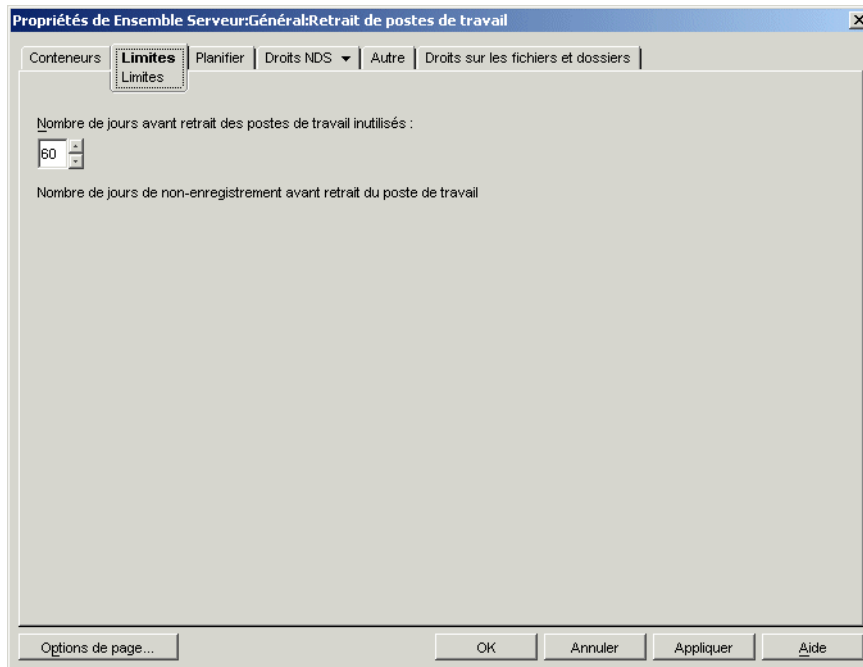 Propriétés de Ensemble Serveur:Général:Retrait de postes de travail
Conteneurs Limites Planifier Droits NDS Autre Droits sur les fichiers et dossiers
Limites
Nombre de jours avant retrait des postes de travail inutilisés :
60
Nombre de jours de non-enregistrement avant retrait du poste de travail
Options de page... OK Annuler Appliquer Aide